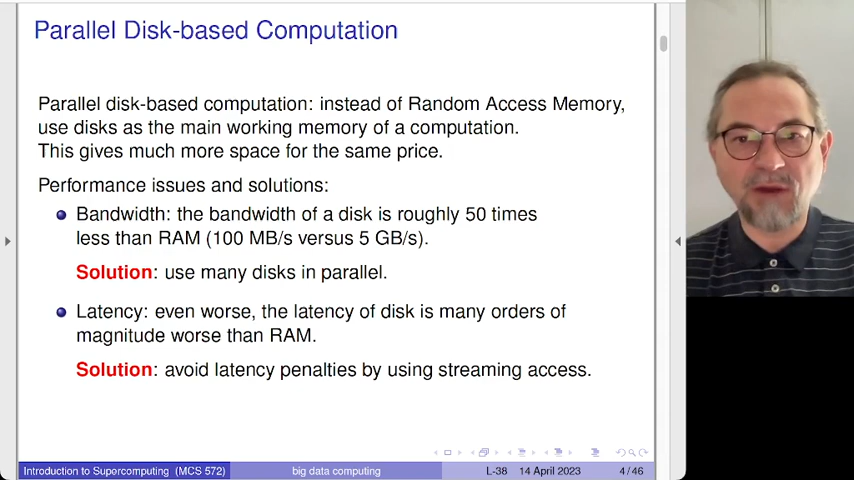 Parallel Disk-based Computation
Parallel disk-based computation: instead of Random Access Memory,
use disks as the main working memory of a computation.
This gives much more space for the same price.
Performance issues and solutions:
Bandwidth: the bandwidth of a disk is roughly 50 times
less than RAM (100 MB/s versus 5 GB/s).
Solution: use many disks in parallel.
Latency: even worse, the latency of disk is many orders of
magnitude worse than RAM.
Solution: avoid latency penalties by using streaming access.
Introduction to Supercomputing (MCS 572) big data computing L-38 14 April 2023 4 / 46